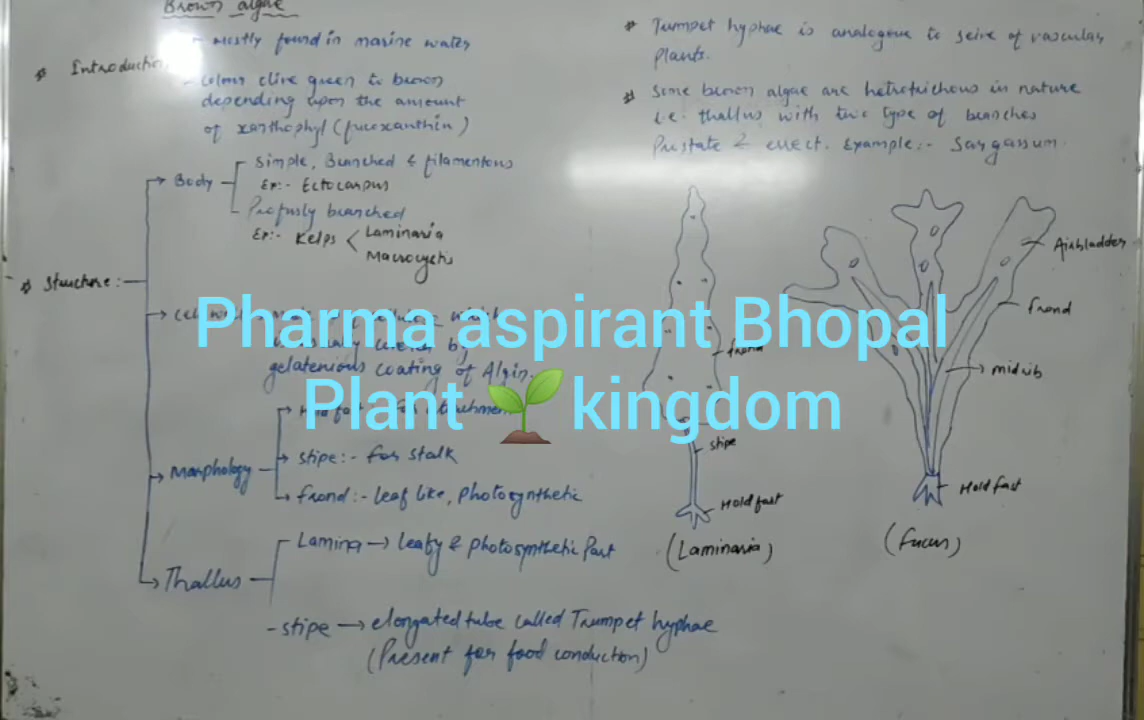 Brown algae
* Introduction
- Mostly found in marine water
- Colour olive green to brown
depending upon the amount
of xanthophyl (fucoxanthin)
* Structure:-
Body
Simple, Branched & filamentous
Ex:- Ectocarpus
Profusly branched
Ex:- Kelps
Laminaria
Macrocystis
by
gelatenious coating of Algin.
Morphology
stipe:- for stalk
frond:- leaf like, photosynthetic
Thallus
Lamina → leafy & photosynthetic Part
- stipe → elongated tube called Trumpet hyphae
(Present for food conduction)
* Trumpet hyphae is analogous to seive of vascular
plants.
* Some brown algae are hetrotrichous in nature
i.e. thallus with two type of branches
Prostate & errect. Example:- Sargassum.
frond
stipe
Hold fast
(Laminaria)
Airbladder
frond
midrib
Hold fast
(fucus)
Pharma aspirant Bhopal
Plant 🌱 kingdom